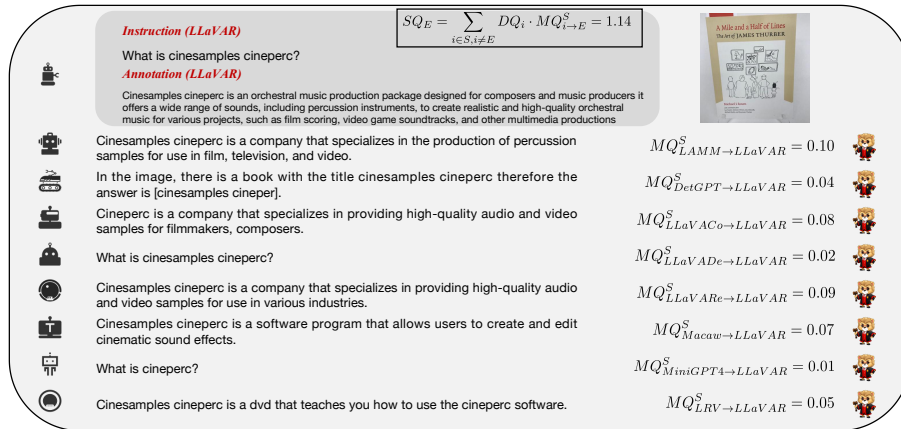 Instruction (LLaVAR)
SQ_E = ∑_{i∈S,i≠E} DQ_i · MQ^S_{i→E} = 1.14
What is cinesamples cineperc?
Annotation (LLaVAR)
Cinesamples cineperc is an orchestral music production package designed for composers and music producers it
offers a wide range of sounds, including percussion instruments, to create realistic and high-quality orchestral
music for various projects, such as film scoring, video game soundtracks, and other multimedia productions
A Mile and a Half of Lines
The Art of JAMES THURBER
Cinesamples cineperc is a company that specializes in the production of percussion
samples for use in film, television, and video.
MQ^S_{LAMM→LLaVAR} = 0.10
In the image, there is a book with the title cinesamples cineperc therefore the
answer is [cinesamples cineper].
MQ^S_{DetGPT→LLaVAR} = 0.04
Cineperc is a company that specializes in providing high-quality audio and video
samples for filmmakers, composers.
MQ^S_{LLaVACo→LLaVAR} = 0.08
What is cinesamples cineperc?
MQ^S_{LLaVADe→LLaVAR} = 0.02
Cinesamples cineperc is a company that specializes in providing high-quality audio
and video samples for use in various industries.
MQ^S_{LLaVARe→LLaVAR} = 0.09
T
Cinesamples cineperc is a software program that allows users to create and edit
cinematic sound effects.
MQ^S_{Macaw→LLaVAR} = 0.07
What is cineperc?
MQ^S_{MiniGPT4→LLaVAR} = 0.01
Cinesamples cineperc is a dvd that teaches you how to use the cineperc software.
MQ^S_{LRV→LLaVAR} = 0.05